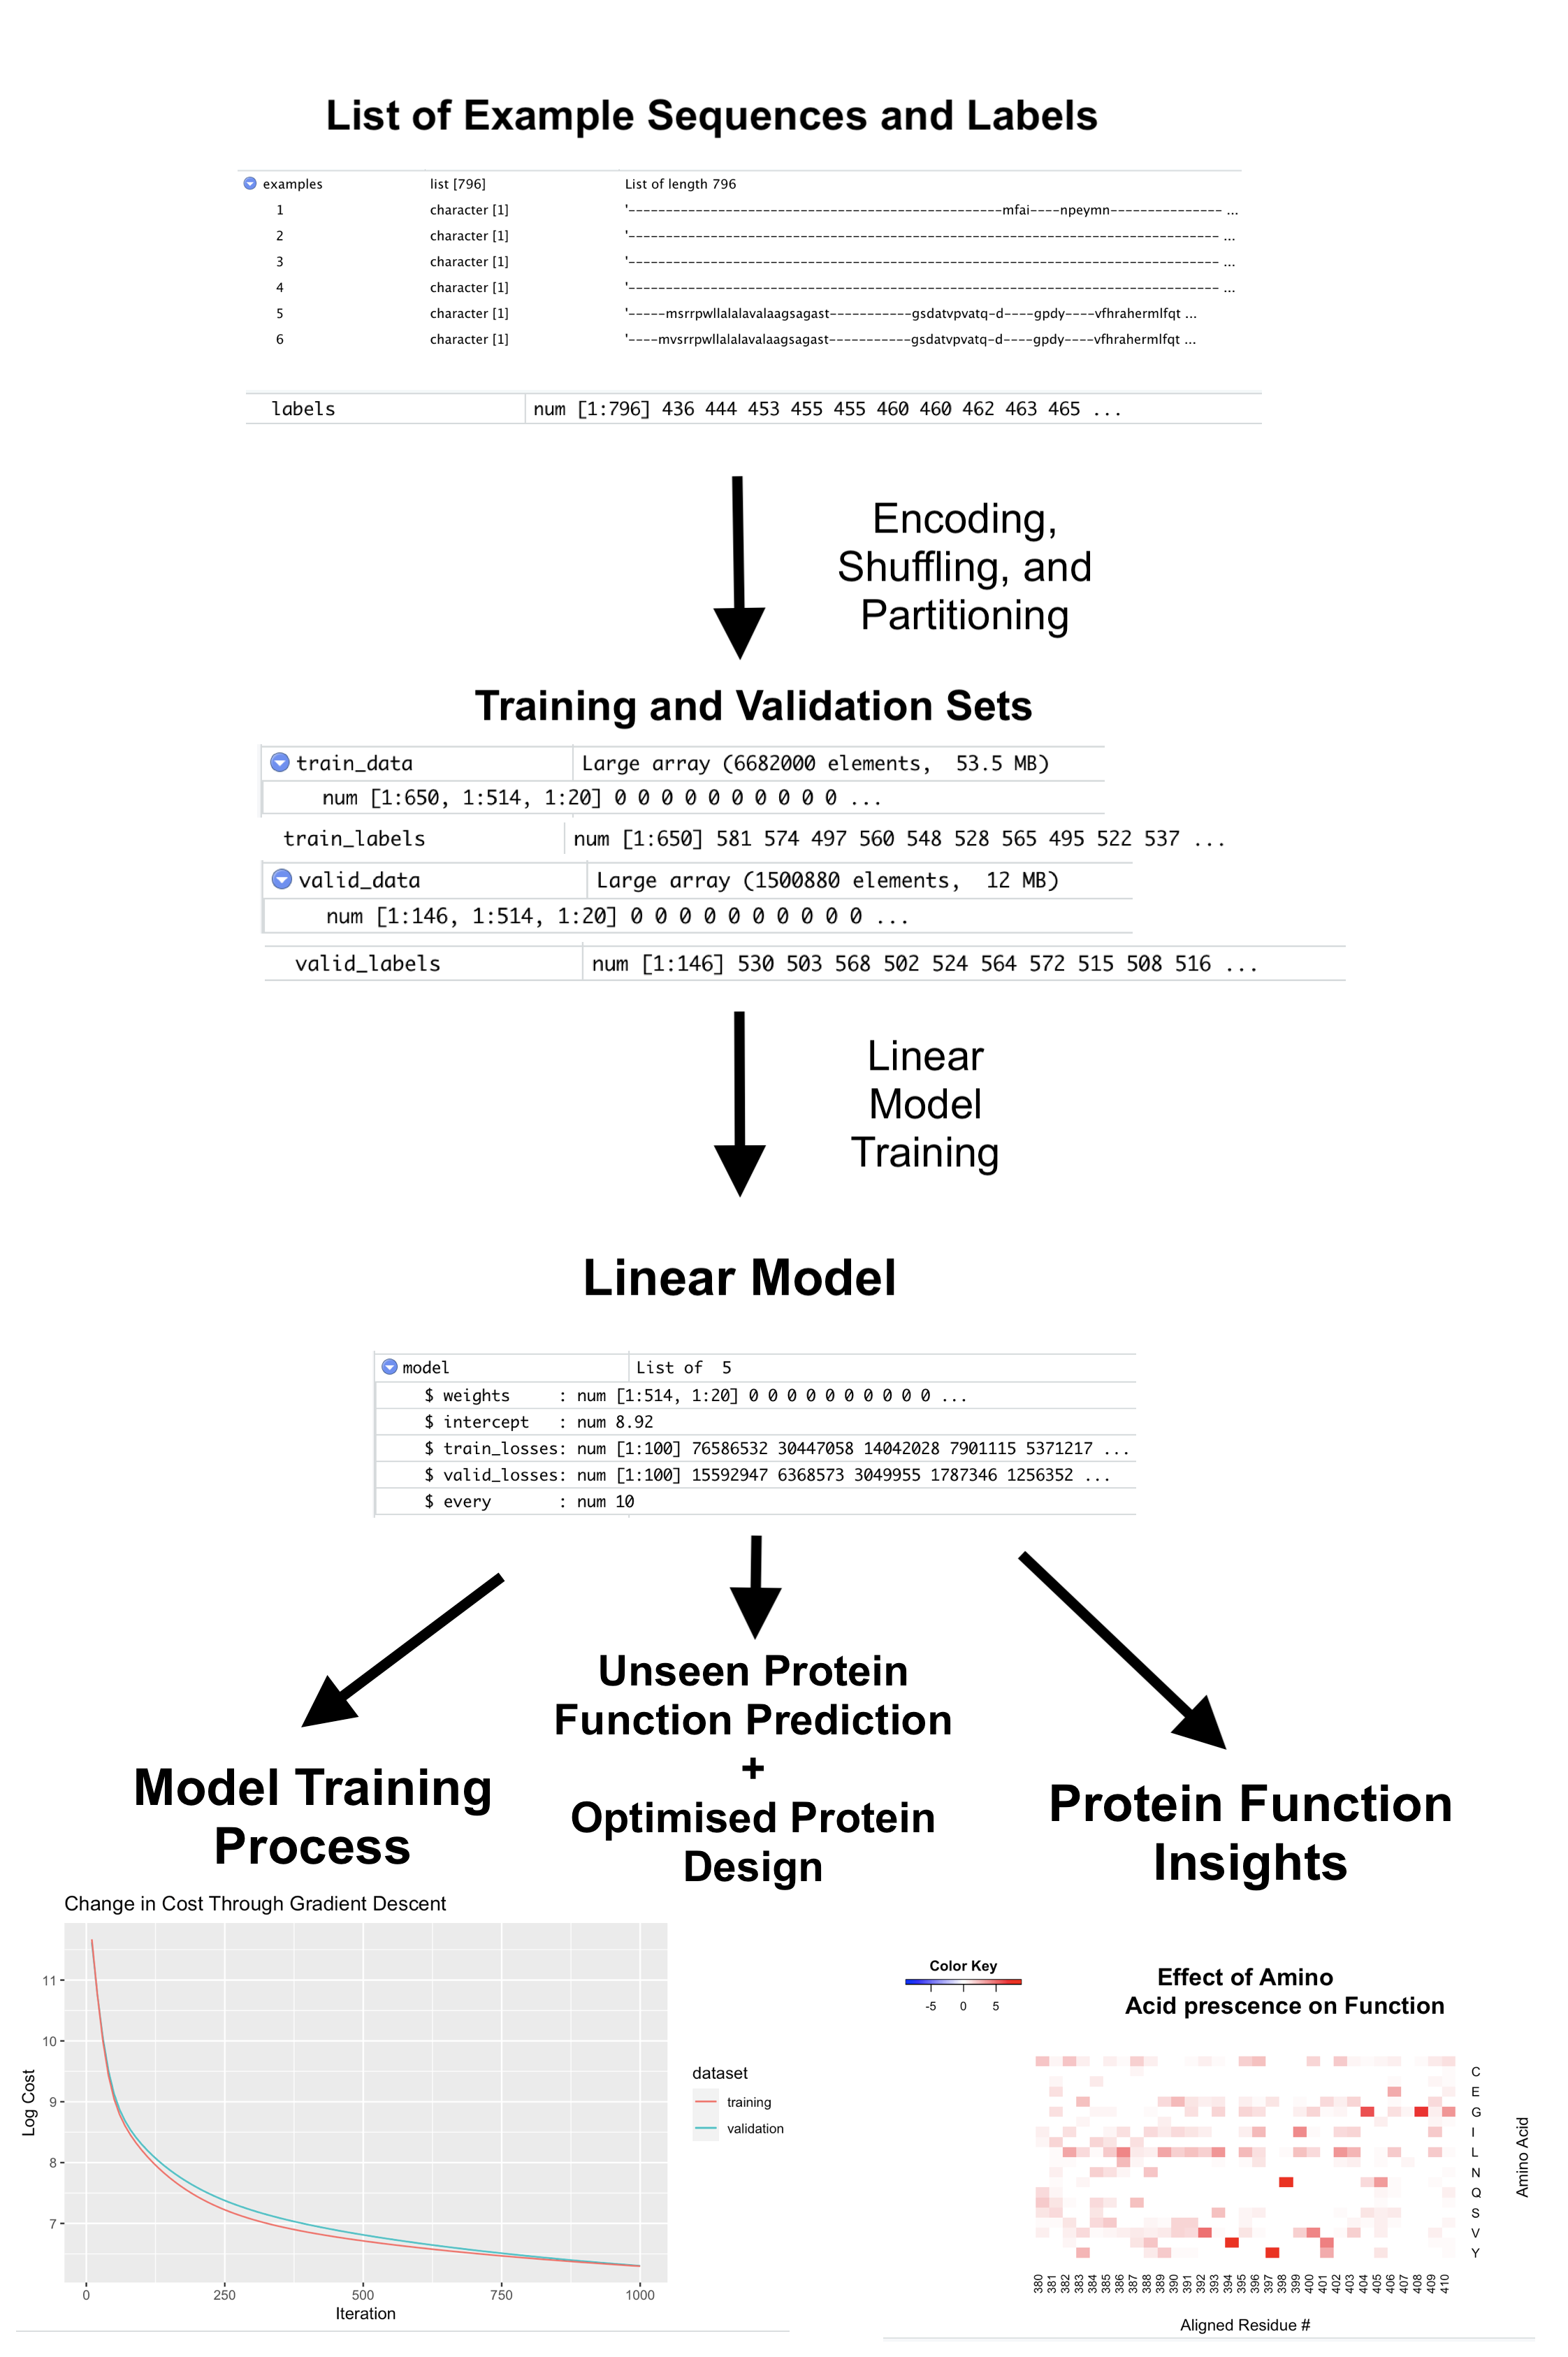 List of Example Sequences and Labels
examples list [796] List of length 796
1 character [1] '--------------------------------------------------mfai----npeymn--------------- ...
2 character [1] '------------------------------------------------------------------------------- ...
3 character [1] '------------------------------------------------------------------------------- ...
4 character [1] '------------------------------------------------------------------------------- ...
5 character [1] '-----msrrpwllalalavalaagsagast-----------gsdatvpvatq-d----gpdy----vfhrahermlfqt ...
6 character [1] '----mvsrrpwllalalavalaagsagast-----------gsdatvpvatq-d----gpdy----vfhrahermlfqt ...
labels num [1:796] 436 444 453 455 455 460 460 462 463 465 ...
Encoding,
Shuffling, and
Partitioning
Training and Validation Sets
train_data Large array (6682000 elements, 53.5 MB)
num [1:650, 1:514, 1:20] 0 0 0 0 0 0 0 0 0 0 ...
train_labels num [1:650] 581 574 497 560 548 528 565 495 522 537 ...
valid_data Large array (1500880 elements, 12 MB)
num [1:146, 1:514, 1:20] 0 0 0 0 0 0 0 0 0 0 ...
valid_labels num [1:146] 530 503 568 502 524 564 572 515 508 516 ...
Linear
Model
Training
Linear Model
model List of 5
$ weights : num [1:514, 1:20] 0 0 0 0 0 0 0 0 0 0 ...
$ intercept : num 8.92
$ train_losses: num [1:100] 76586532 30447058 14042028 7901115 5371217 ...
$ valid_losses: num [1:100] 15592947 6368573 3049955 1787346 1256352 ...
$ every : num 10
Unseen Protein
Function Prediction
+
Optimised Protein
Design
Model Training
Process
Change in Cost Through Gradient Descent
11
10
9
8
7
Log Cost
0 250 500 750 1000
Iteration
dataset
training
validation
Protein Function
Insights
Color Key
-5 0 5
Effect of Amino
Acid prescence on Function
C
E
G
I
L
N
Q
S
V
Y
Amino Acid
380 381 382 383 384 385 386 387 388 389 390 391 392 393 394 395 396 397 398 399 400 401 402 403 404 405 406 407 408 409 410
Aligned Residue #